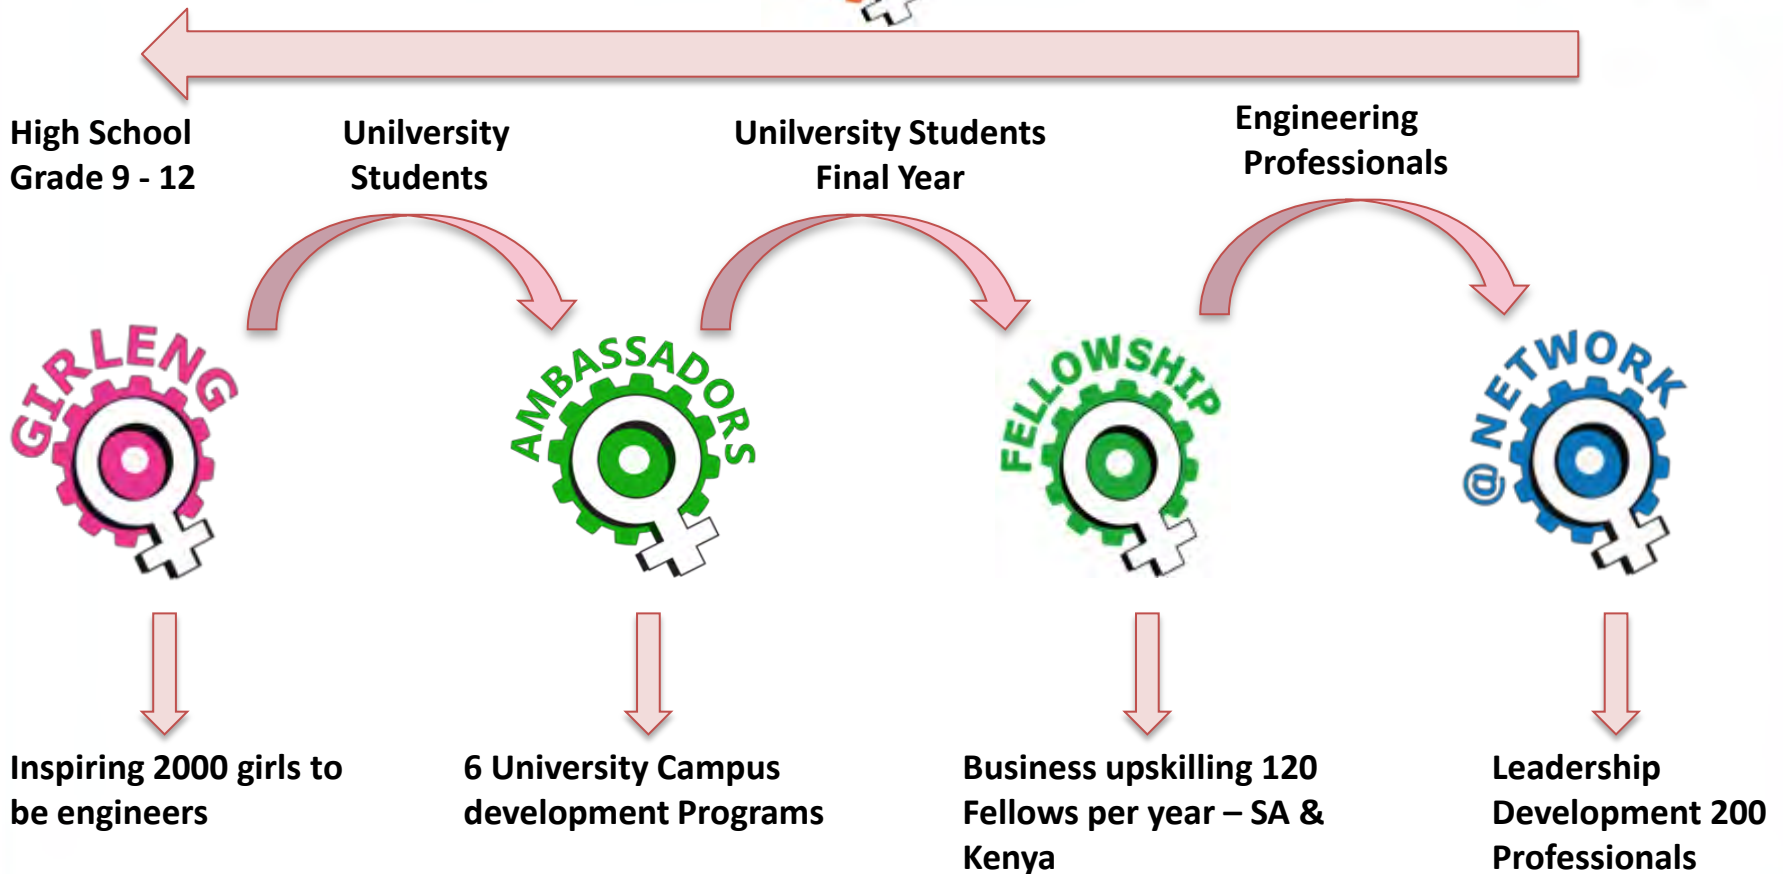 High School
Grade 9 - 12
Unilversity
Students
Unilversity Students
Final Year
Engineering
Professionals
GIRLENG
AMBASSADORS
FELLOWSHIP
@NETWORK
Inspiring 2000 girls to
be engineers
6 University Campus
development Programs
Business upskilling 120
Fellows per year – SA &
Kenya
Leadership
Development 200
Professionals